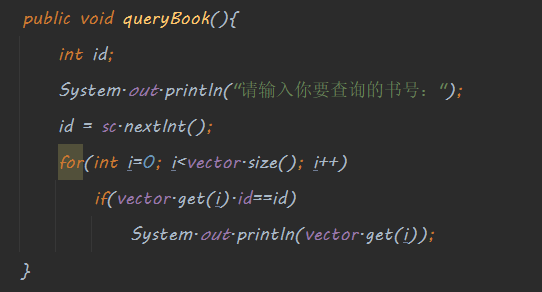 public void queryBook(){
int id;
System.out.println("请输入你要查询的书号：");
id = sc.nextInt();
for(int i=0; i<vector.size(); i++)
if(vector.get(i).id==id)
System.out.println(vector.get(i));
}